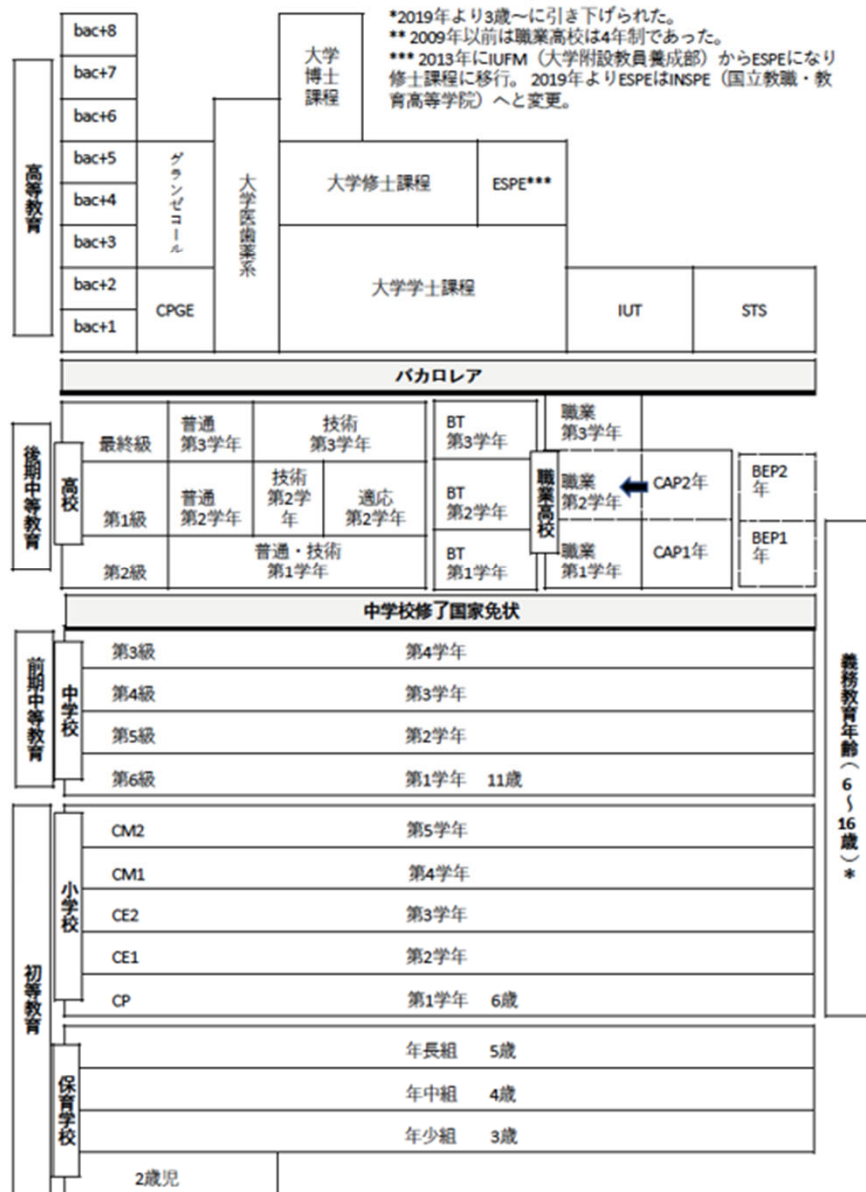 *2019年より3歳～に引き下げられた。
** 2009年以前は職業高校は4年制であった。
*** 2013年にIUFM（大学附設教員養成部）からESPEになり
修士課程に移行。 2019年よりESPEはINSPE（国立教職・教
育高等学院）へと変更。
高等教育
bac+8
bac+7
bac+6
bac+5
bac+4
bac+3
bac+2
bac+1
グランゼコール
CPGE
大学医歯薬系
大学
博士
課程
大学修士課程
ESPE***
大学学士課程
IUT
STS
バカロレア
後期中等教育
高校
最終級
普通
第3学年
技術
第3学年
BT
第3学年
職業高校
職業
第3学年
第1級
普通
第2学年
技術
第2学
年
適応
第2学年
BT
第2学年
職業
第2学年
CAP2年
BEP2
年
第2級
普通・技術
第1学年
BT
第1学年
職業
第1学年
CAP1年
BEP1
年
中学校修了国家免状
前期中等教育
中学校
第3級 第4学年
第4級 第3学年
第5級 第2学年
第6級 第1学年 11歳
義務教育年齢（6～16歳）*
初等教育
小学校
CM2 第5学年
CM1 第4学年
CE2 第3学年
CE1 第2学年
CP 第1学年 6歳
保育学校
年長組 5歳
年中組 4歳
年少組 3歳
2歳児